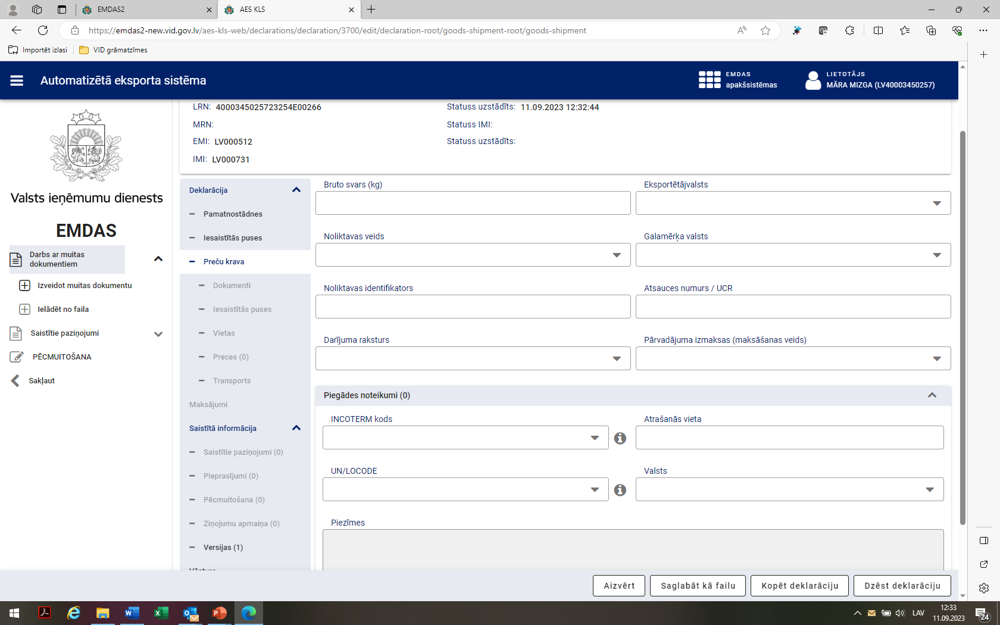 EMDAS2
AES KLS
https://emdas2-new.vid.gov.lv/aes-kls-web/declarations/declaration/3700/edit/declaration-root/goods-shipment-root/goods-shipment
Importēt izlasi
VID grāmatzīmes
Automatizētā eksporta sistēma
EMDAS
apakšsistēmas
LIETOTĀJS
MĀRA MIZGA (LV40003450257)
Valsts ieņēmumu dienests
EMDAS
Darbs ar muitas
dokumentiem
Izveidot muitas dokumentu
Ielādēt no faila
Saistītie paziņojumi
PĒCMUITOŠANA
Sakļaut
LRN: 4000345025723254E00266
Statuss uzstādīts: 11.09.2023 12:32:44
MRN:
Statuss IMI:
EMI: LV000512
Statuss uzstādīts:
IMI: LV000731
Deklarācija
Pamatnostādnes
Iesaistītās puses
Preču krava
Dokumenti
Iesaistītās puses
Vietas
Preces (0)
Transports
Maksājumi
Saistītā informācija
Saistītie paziņojumi (0)
Pieprasījumi (0)
Pēcmuitošana (0)
Ziņojumu apmaiņa (0)
Versijas (1)
Bruto svars (kg)
Eksportētājvalsts
Noliktavas veids
Galamērķa valsts
Noliktavas identifikators
Atsauces numurs / UCR
Darījuma raksturs
Pārvadājuma izmaksas (maksāšanas veids)
Piegādes noteikumi (0)
INCOTERM kods
Atrašanās vieta
UN/LOCODE
Valsts
Piezīmes
Aizvērt
Saglabāt kā failu
Kopēt deklarāciju
Dzēst deklarāciju
LAV
12:33
11.09.2023
24